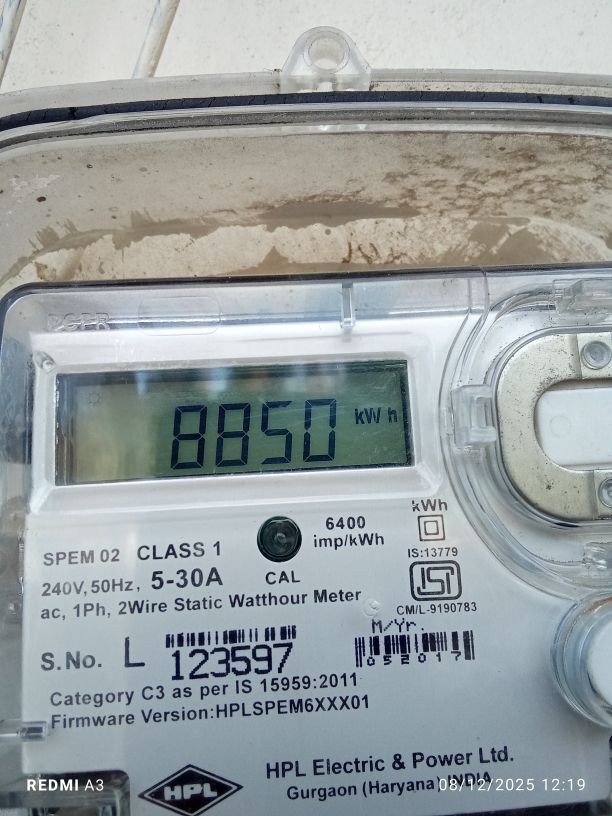 8850 kWh
6400
imp/kWh
kWh
SPEM 02 CLASS 1
CAL
IS:13779
240V, 50Hz, 5-30A
ac, 1Ph, 2Wire Static Watthour Meter
CM/L-9190783
M/Yr.
S.No. L 123597
052017
Category C3 as per IS 15959:2011
Firmware Version:HPLSPEM6XXX01
HPL
HPL Electric & Power Ltd.
Gurgaon (Haryana) INDIA
REDMI A3
08/12/2025 12:19